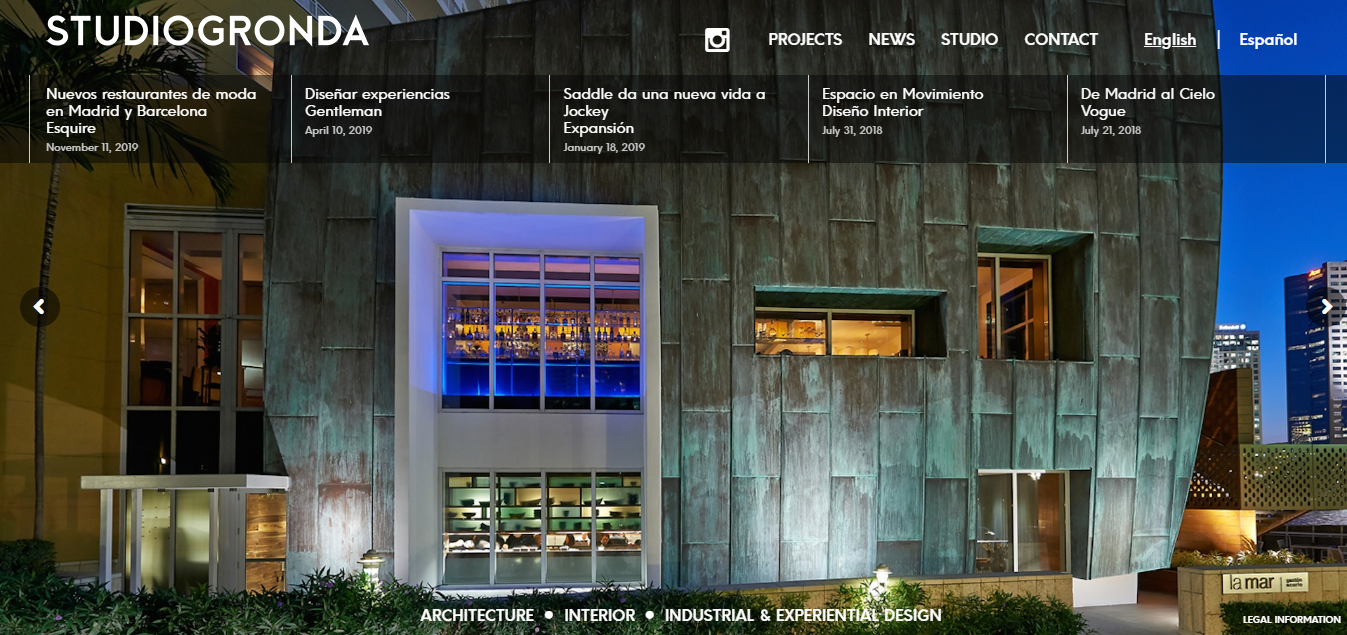 STUDIOGRONDA
PROJECTS NEWS STUDIO CONTACT English | Español
Nuevos restaurantes de moda
en Madrid y Barcelona
Esquire
November 11, 2019
Diseñar experiencias
Gentleman
April 10, 2019
Saddle da una nueva vida a
Jockey
Expansión
January 18, 2019
Espacio en Movimiento
Diseño Interior
July 31, 2018
De Madrid al Cielo
Vogue
July 21, 2018
la mar
ARCHITECTURE • INTERIOR • INDUSTRIAL & EXPERIENTIAL DESIGN
LEGAL INFORMATION